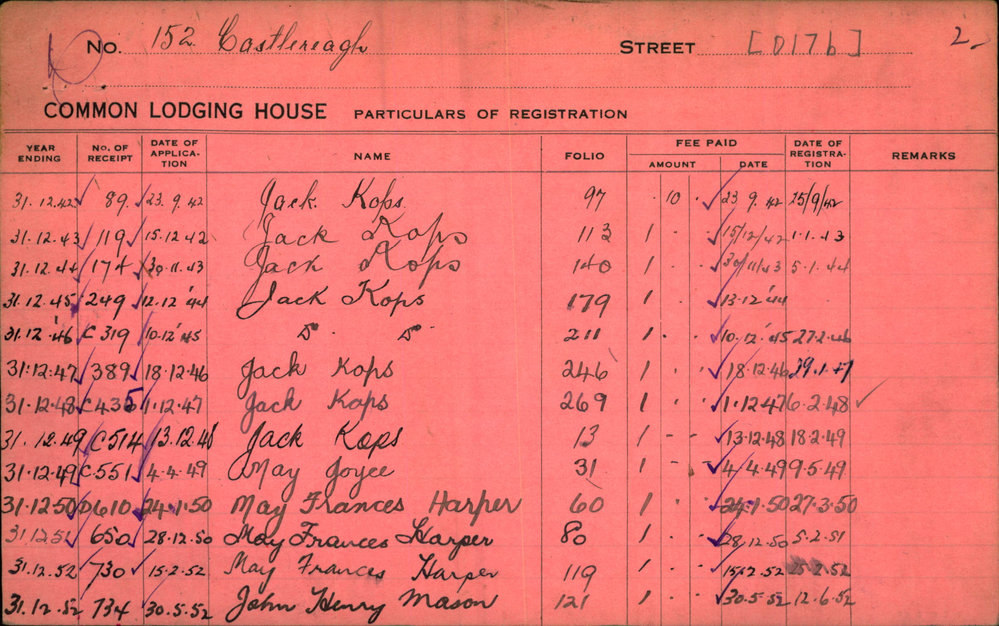 No. 152 Castlereagh STREET [D17b] 2.
COMMON LODGING HOUSE PARTICULARS OF REGISTRATION
YEAR ENDING No. OF RECEIPT DATE OF APPLICA- TION NAME FOLIO FEE PAID AMOUNT DATE DATE OF REGISTRA- TION REMARKS
31.12.42 89 23.9.42 Jack Kops 97 10 23 9.42 25/9/42
31.12.43 119 15.12.42 Jack Kops 113 1 15/12/42 1.1.43
31.12.44 174 30.11.43 Jack Kops 140 1 30/11/43 5.1.44
31.12.45 249 12.12'44 Jack Kops 179 1 13.12'44
31.12.'46 C319 10.12'45 Do Do 211 1 10.12.'45 27.2.46
31.12.47 389 18.12.46 Jack Kops 246 1 18.12.46 29.1.47
31.12.48 C435 1.12.47 Jack Kops 269 1 1.12.47 6.2.48 ✓
31.12.49 C514 13.12.48 Jack Kops 13 1 - - 13.12.48 18.2.49
31.12.49 C551 4.4.49 May Joyce 31 1 - - 4/4.49 9.5.49
31.12.50 D610 24.1.50 May Frances Harper 60 1 24.1.50 27.3.50
31.12.5 650 28.12.50 May Frances Harper 80 1 28.12.50 5.2.51
31.12.52 730 15.2.52 May Frances Harper 119 1 15.2.52 25.2.52
31.12.52 734 30.5.52 John Henry Mason 121 1 30.5.52 12.6.52